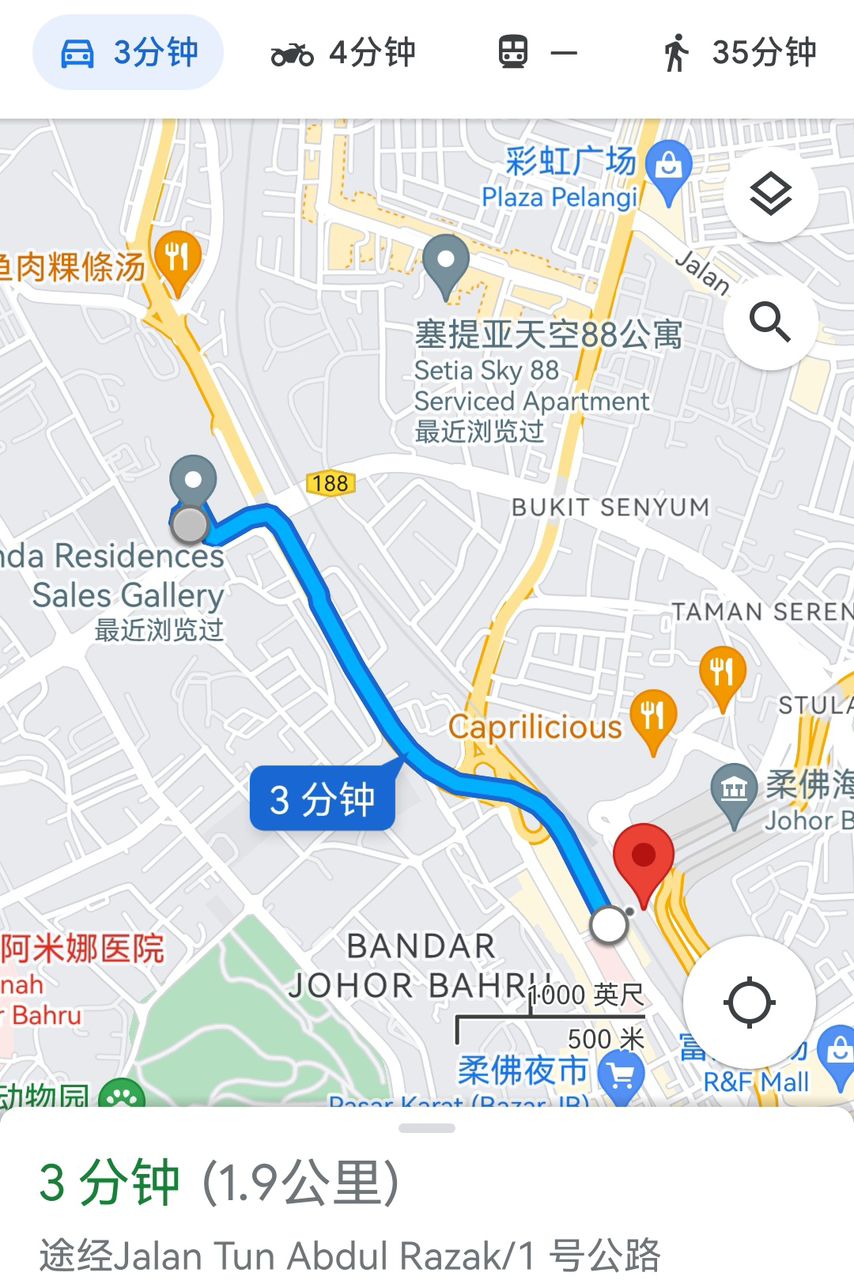 3分钟
4分钟
—
35分钟
彩虹广场
Plaza Pelangi
Jalan
鱼肉粿條汤
塞提亚天空88公寓
Setia Sky 88
Serviced Apartment
最近浏览过
188
BUKIT SENYUM
nda Residences
Sales Gallery
最近浏览过
TAMAN SEREN
STULA
Caprilicious
3 分钟
柔佛海
Johor B
阿米娜医院
nah
r Bahru
BANDAR
JOHOR BAHRU
1000 英尺
500 米
柔佛夜市
Pasar Karat (Bazar JB)
R&F Mall
动物园
3 分钟 (1.9公里)
途经Jalan Tun Abdul Razak/1 号公路